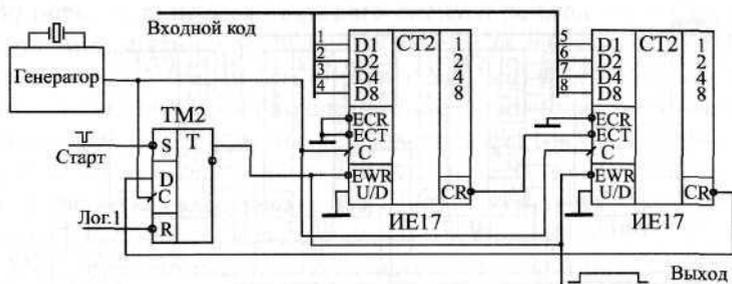 Входной код
Генератор
1
2
3
4
D1
D2
D4
D8
CT2
1
2
4
8
ECR
ECT
C
EWR
U/D
CR
ИЕ17
5
6
7
8
D1
D2
D4
D8
CT2
1
2
4
8
ECR
ECT
C
EWR
U/D
CR
ИЕ17
ТМ2
Старт
S
T
D
C
Лог.1
R
Выход